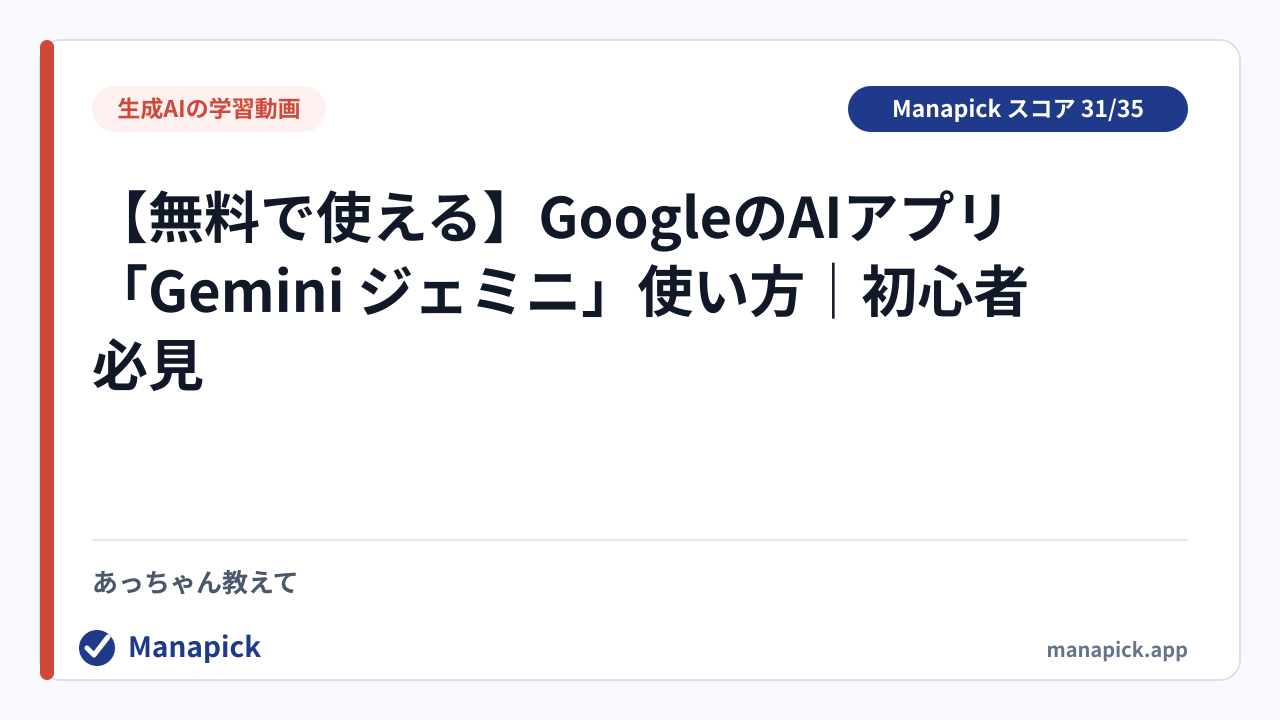 生成AIの学習動画
Manapick スコア 31/35
【無料で使える】GoogleのAIアプリ
「Gemini ジェミニ」使い方｜初心者
必見
あっちゃん教えて
Manapick
manapick.app